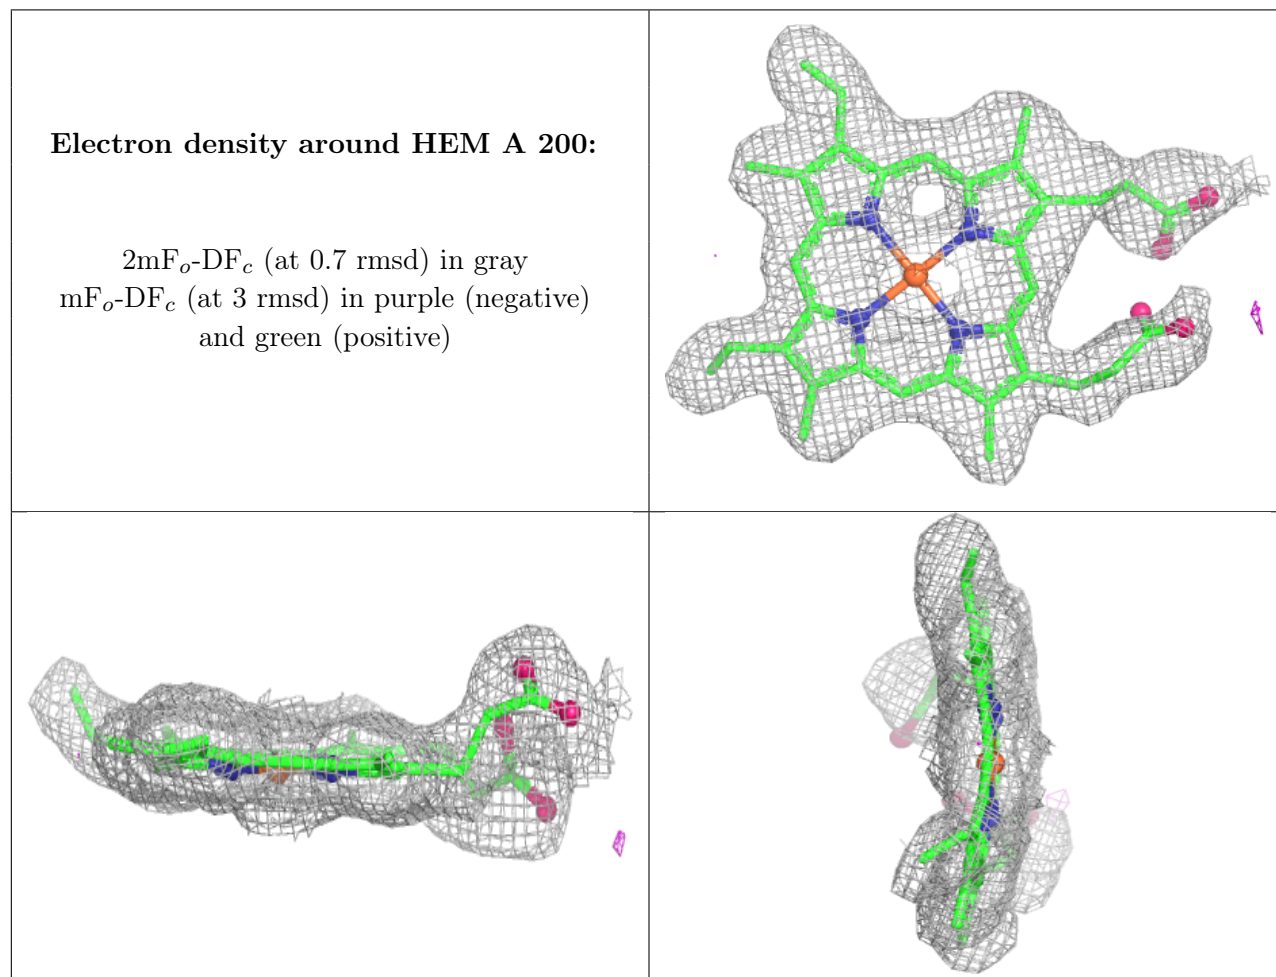 Electron density around HEM A 200:
2mFₒ-DF𝒸 (at 0.7 rmsd) in gray
mFₒ-DF𝒸 (at 3 rmsd) in purple (negative)
and green (positive)